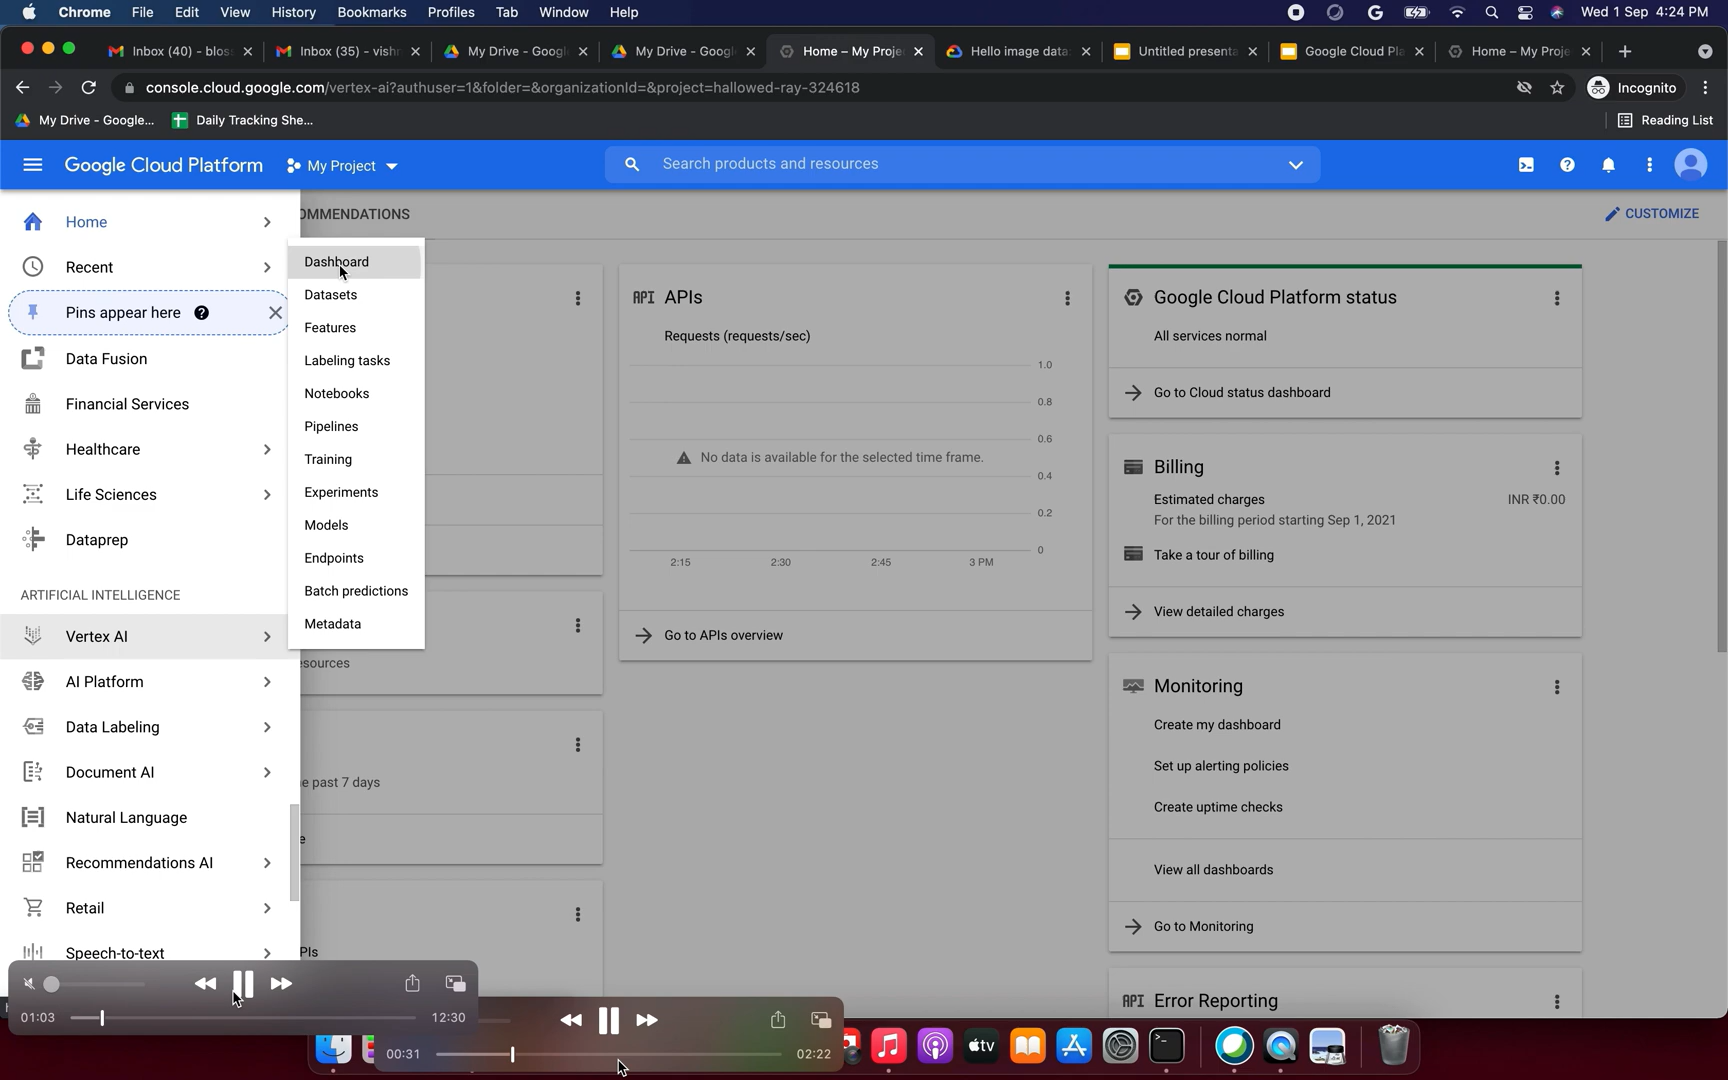 Chrome File Edit View History Bookmarks Profiles Tab Window Help Wed 1 Sep 4:24 PM
Inbox (40) - blos Inbox (35) - vishn My Drive - Googl My Drive - Googl Home – My Proje Hello image data Untitled presenta Google Cloud Pla Home – My Proje
console.cloud.google.com/vertex-ai?authuser=1&folder=&organizationId=&project=hallowed-ray-324618 Incognito
My Drive - Google... Daily Tracking She... Reading List
Google Cloud Platform My Project Search products and resources
Home
OMMENDATIONS
CUSTOMIZE
Recent
Pins appear here
Data Fusion
Financial Services
Healthcare
Life Sciences
Dataprep
ARTIFICIAL INTELLIGENCE
Vertex AI
AI Platform
Data Labeling
Document AI
Natural Language
Recommendations AI
Retail
Speech-to-text
Dashboard
Datasets
Features
Labeling tasks
Notebooks
Pipelines
Training
Experiments
Models
Endpoints
Batch predictions
Metadata
esources
e past 7 days
e
PIs
API APIs
Requests (requests/sec)
1.0
0.8
0.6
No data is available for the selected time frame.
0.4
0.2
0
2:15 2:30 2:45 3 PM
Go to APIs overview
Google Cloud Platform status
All services normal
Go to Cloud status dashboard
Billing
Estimated charges INR ₹0.00
For the billing period starting Sep 1, 2021
Take a tour of billing
View detailed charges
Monitoring
Create my dashboard
Set up alerting policies
Create uptime checks
View all dashboards
Go to Monitoring
API Error Reporting
01:03 12:30
00:31 02:22
tv